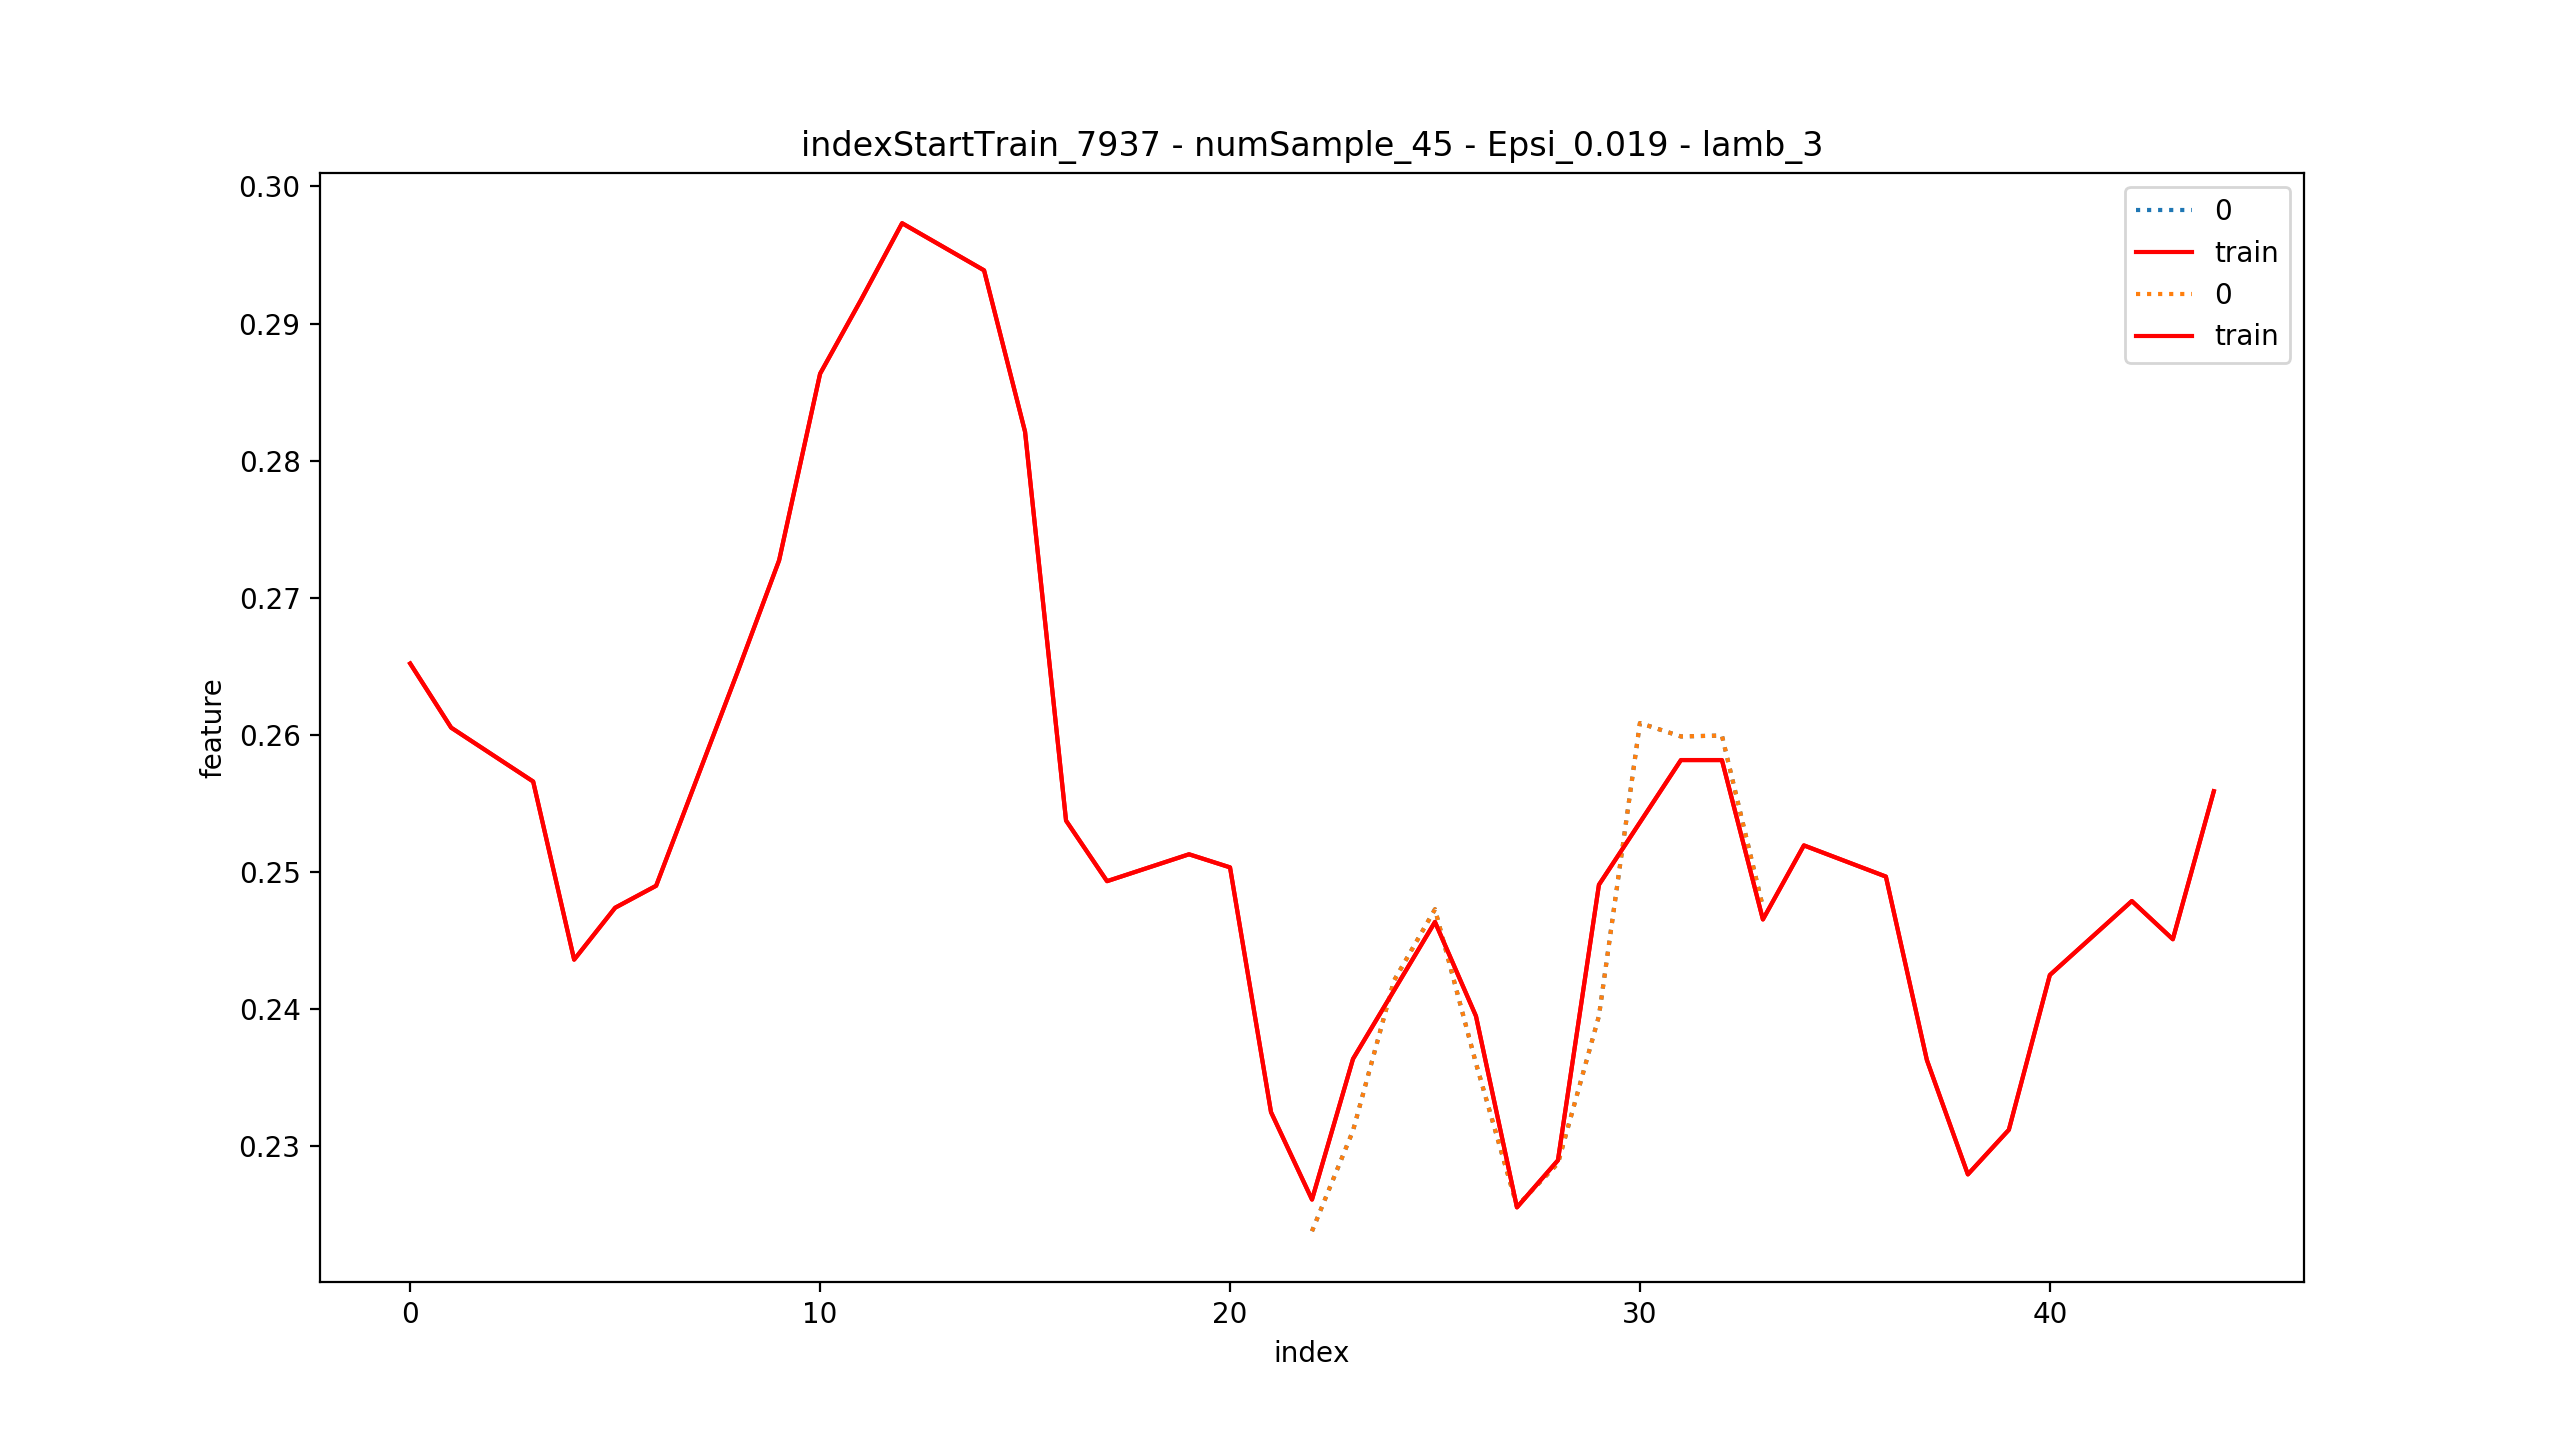 indexStartTrain_7937 - numSample_45 - Epsi_0.019 - lamb_3
0.30
0.29
0.28
0.27
0.26
0.25
0.24
0.23
feature
0
train
0
train
0 10 20 30 40
index